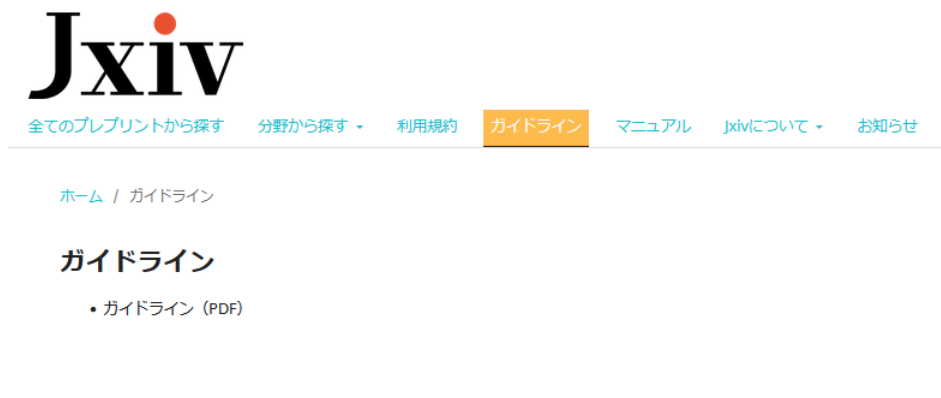 Jxiv
全てのプレプリントから探す 分野から探す 利用規約 ガイドライン マニュアル Jxivについて お知らせ
ホーム / ガイドライン
ガイドライン
• ガイドライン（PDF）